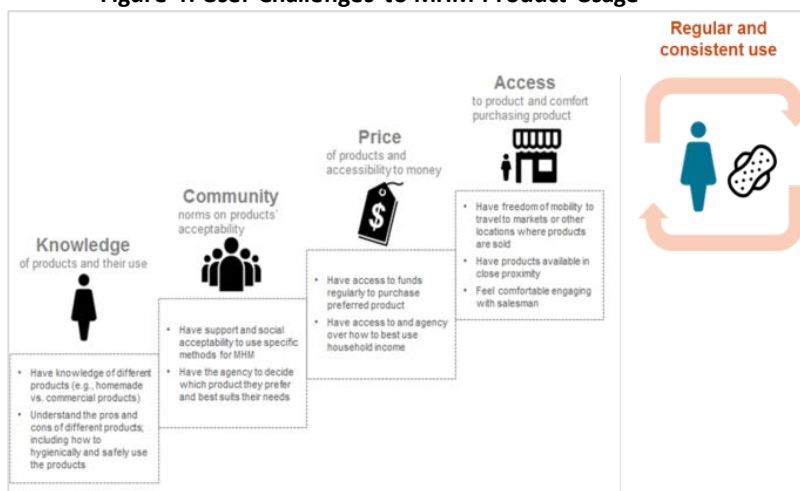 Figure 4. User Challenges to MHM Product Usage
Regular and
consistent use
Access
to product and comfort
purchasing product
Price
of products and
accessibility to money
$
Community
norms on products'
acceptability
Knowledge
of products and their use
• Have freedom of mobility to
travel to markets or other
locations where products
are sold
• Have products available in
close proximity
• Feel comfortable engaging
with salesman
• Have access to funds
regularly to purchase
preferred product
• Have access to and agency
over how to best use
household income
• Have support and social
acceptability to use specific
methods for MHM
• Have the agency to decide
which product they prefer
and best suits their needs
• Have knowledge of different
products (e.g., homemade
vs. commercial products)
• Understand the pros and
cons of different products;
including how to
hygienically and safely use
the products